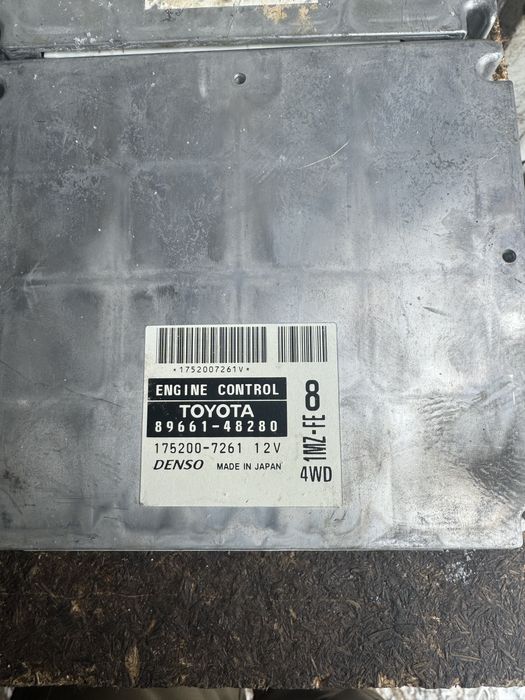 *1752007261V*
ENGINE CONTROL
TOYOTA
89661-48280
175200-7261 12V
DENSO MADE IN JAPAN
8
1MZ-FE
4WD